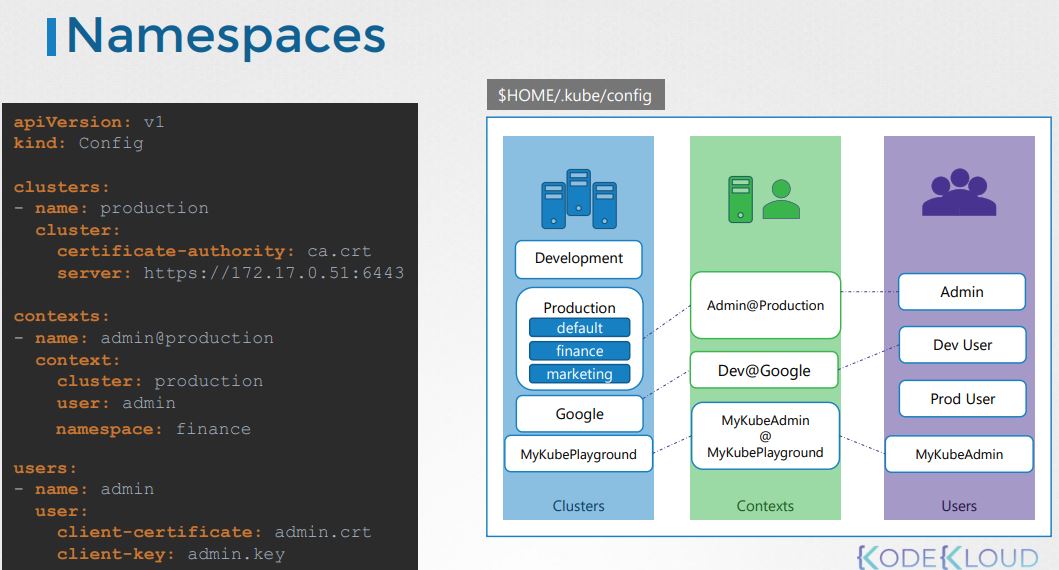 Namespaces
apiVersion: v1
kind: Config
clusters:
- name: production
cluster:
certificate-authority: ca.crt
server: https://172.17.0.51:6443
contexts:
- name: admin@production
context:
cluster: production
user: admin
namespace: finance
users:
- name: admin
user:
client-certificate: admin.crt
client-key: admin.key
$HOME/.kube/config
Development
Production
default
finance
marketing
Google
MyKubePlayground
Clusters
Admin@Production
Dev@Google
MyKubeAdmin
@
MyKubePlayground
Contexts
Admin
Dev User
Prod User
MyKubeAdmin
Users
KODEKLOUD